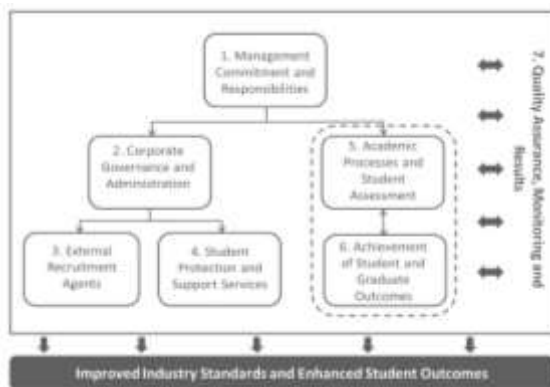 1. Management
Commitment and
Responsibilities
2. Corporate
Governance and
Administration
5. Academic
Processes and
Student
Assessment
3. External
Recruitment
Agents
4. Student
Protection and
Support Services
6. Achievement
of Student and
Graduate
Outcomes
7. Quality Assurance, Monitoring and
Results
Improved Industry Standards and Enhanced Student Outcomes